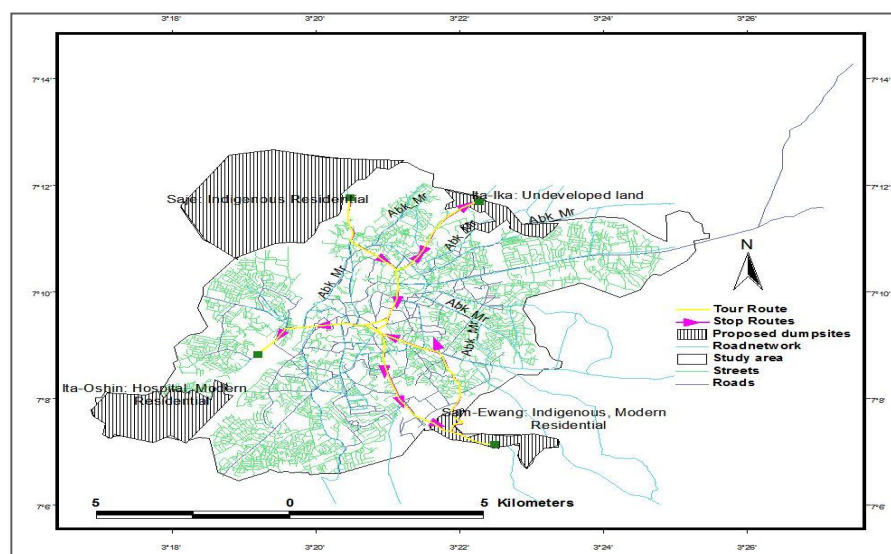 3°18' 3°20' 3°22' 3°24' 3°26'
7°14' 7°14'
7°12' 7°12'
Saje: Indigenous Residential
Ita-Ika: Undeveloped land
Abk_Mr
Abk_Mr
Abk_Mr
Abk_Mr
N
7°10' 7°10'
Abk_Mr
Abk_Mr
Tour Route
Stop Routes
Proposed dumpsites
Roadnetwork
Study area
Streets
Roads
7°8' 7°8'
Ita-Oshin: Hospital, Modern
Residential
Sam-Ewang: Indigenous, Modern
Residential
5 0 5 Kilometers
7°6' 7°6'
3°18' 3°20' 3°22' 3°24' 3°26'